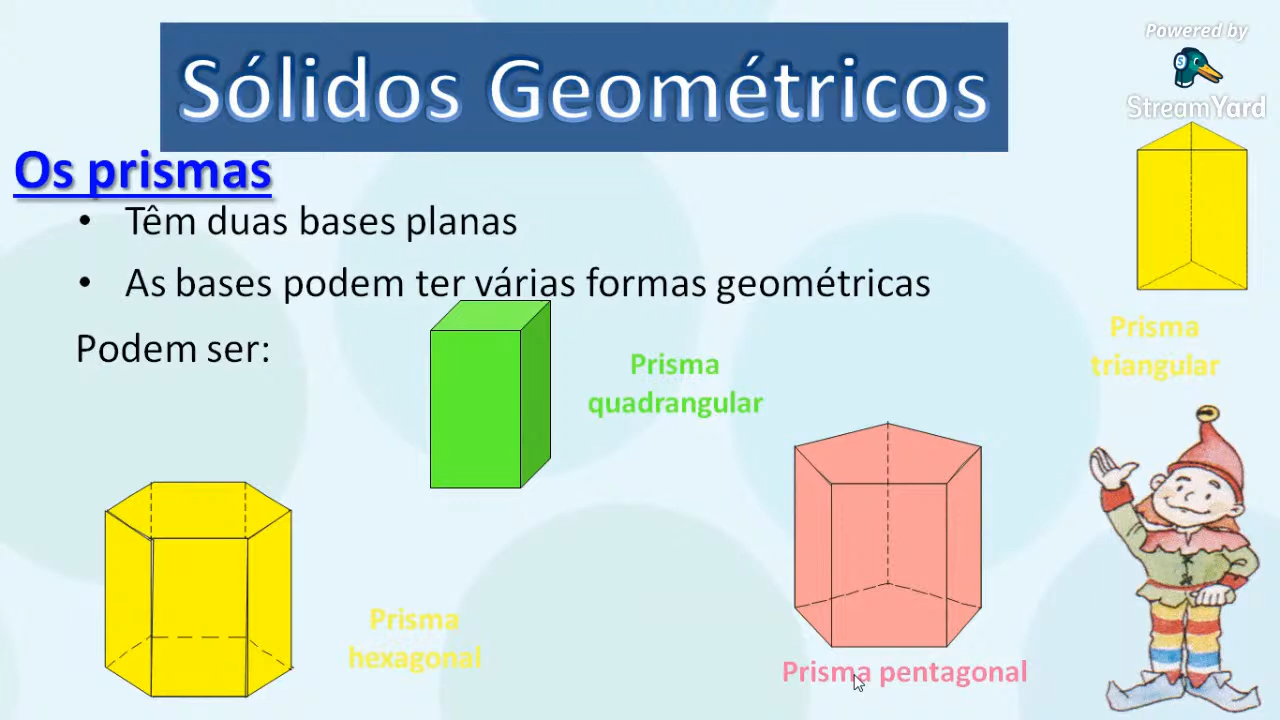 Powered by
StreamYard
Sólidos Geométricos
Os prismas
• Têm duas bases planas
• As bases podem ter várias formas geométricas
Podem ser:
Prisma
triangular
Prisma
quadrangular
Prisma
hexagonal
Prisma pentagonal